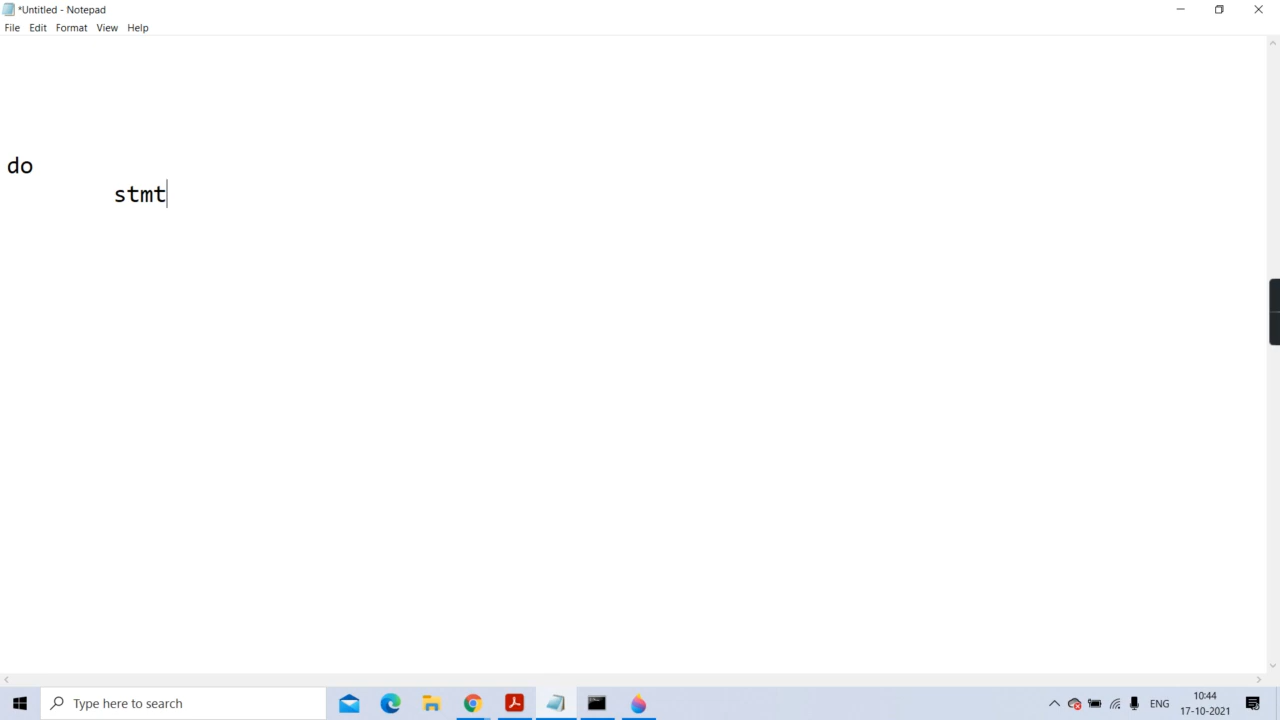 *Untitled - Notepad
File Edit Format View Help
do
stmt
Type here to search
ENG
10:44
17-10-2021